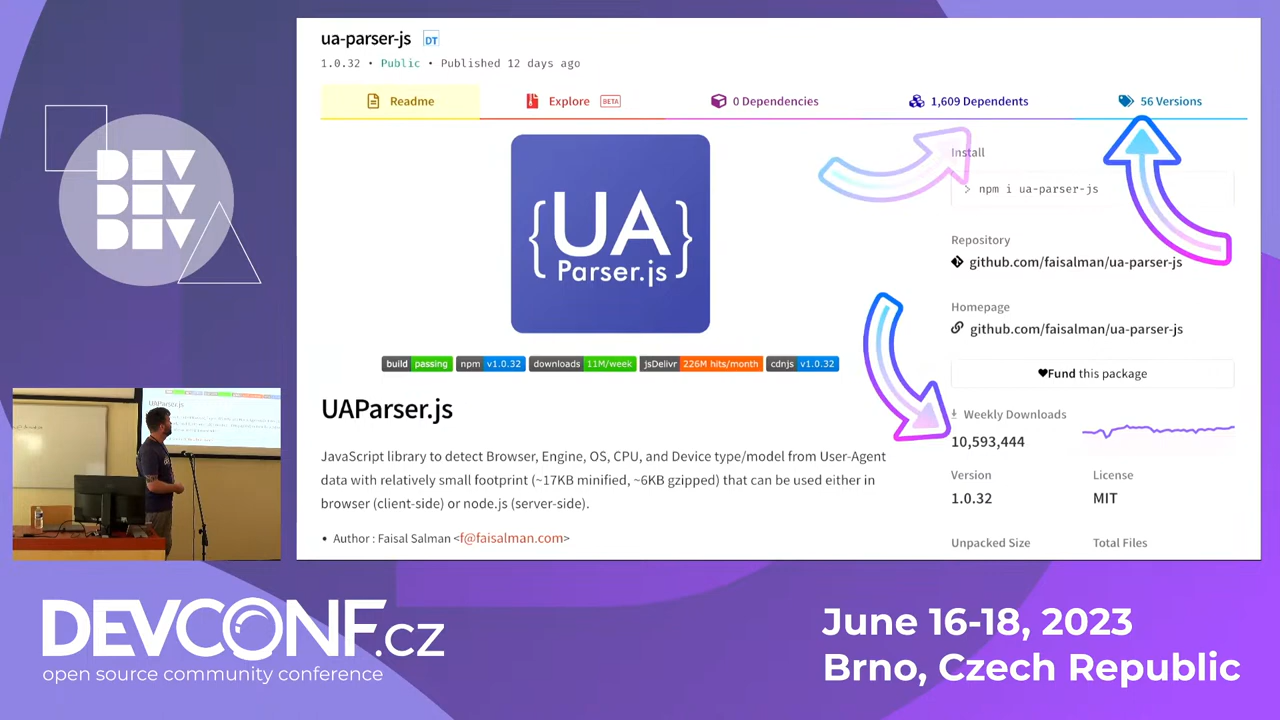 ua-parser-js DT
1.0.32 • Public • Published 12 days ago
Readme
Explore BETA
0 Dependencies
1,609 Dependents
56 Versions
Install
> npm i ua-parser-js
Repository
github.com/faisalman/ua-parser-js
Homepage
github.com/faisalman/ua-parser-js
Fund this package
Weekly Downloads
10,593,444
Version
License
1.0.32
MIT
Unpacked Size
Total Files
{UA}
Parser.js
build passing npm v1.0.32 downloads 11M/week jsDelivr 226M hits/month cdnjs v1.0.32
UAParser.js
JavaScript library to detect Browser, Engine, OS, CPU, and Device type/model from User-Agent
data with relatively small footprint (~17KB minified, ~6KB gzipped) that can be used either in
browser (client-side) or node.js (server-side).
• Author : Faisal Salman <f@faisalman.com>
DEV
DEV
DEV
UAParser.js
DEVCONF.cz
open source community conference
June 16-18, 2023
Brno, Czech Republic